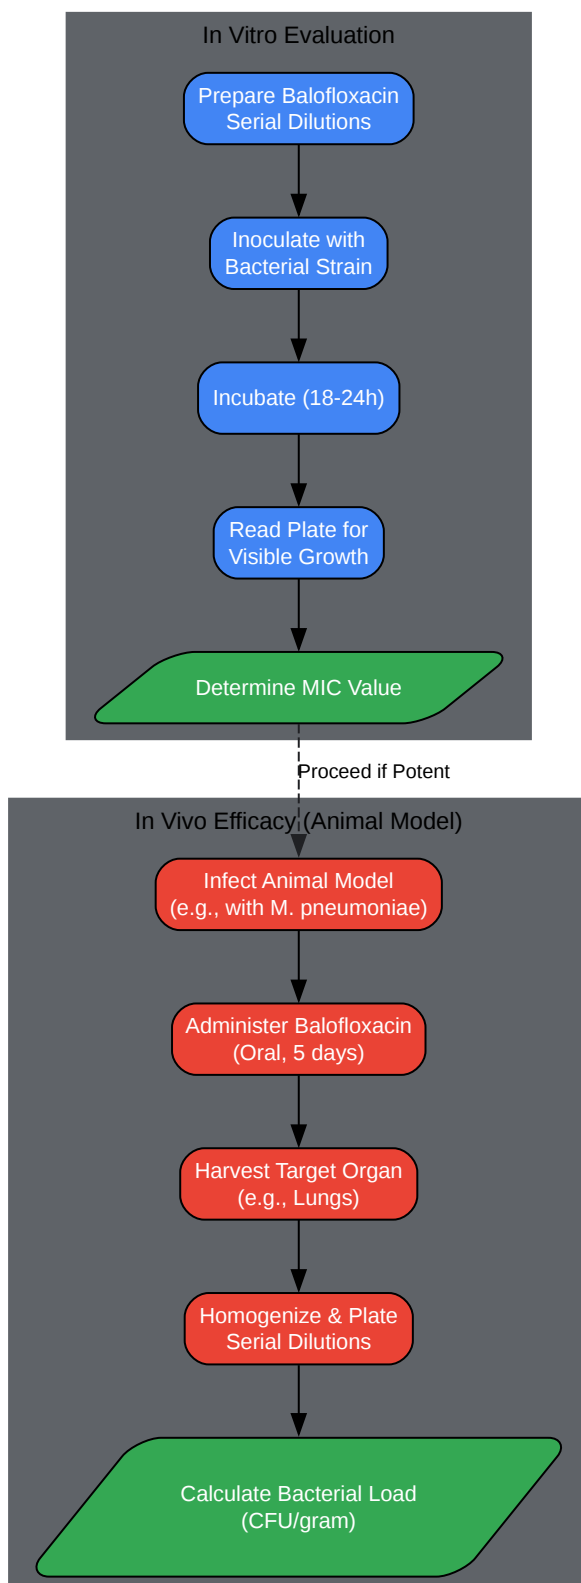 In Vitro Evaluation
Prepare Balofloxacin
Serial Dilutions
Inoculate with
Bacterial Strain
Incubate (18-24h)
Read Plate for
Visible Growth
Determine MIC Value
Proceed if Potent
In Vivo Efficacy (Animal Model)
Infect Animal Model
(e.g., with M. pneumoniae)
Administer Balofloxacin
(Oral, 5 days)
Harvest Target Organ
(e.g., Lungs)
Homogenize & Plate
Serial Dilutions
Calculate Bacterial Load
(CFU/gram)